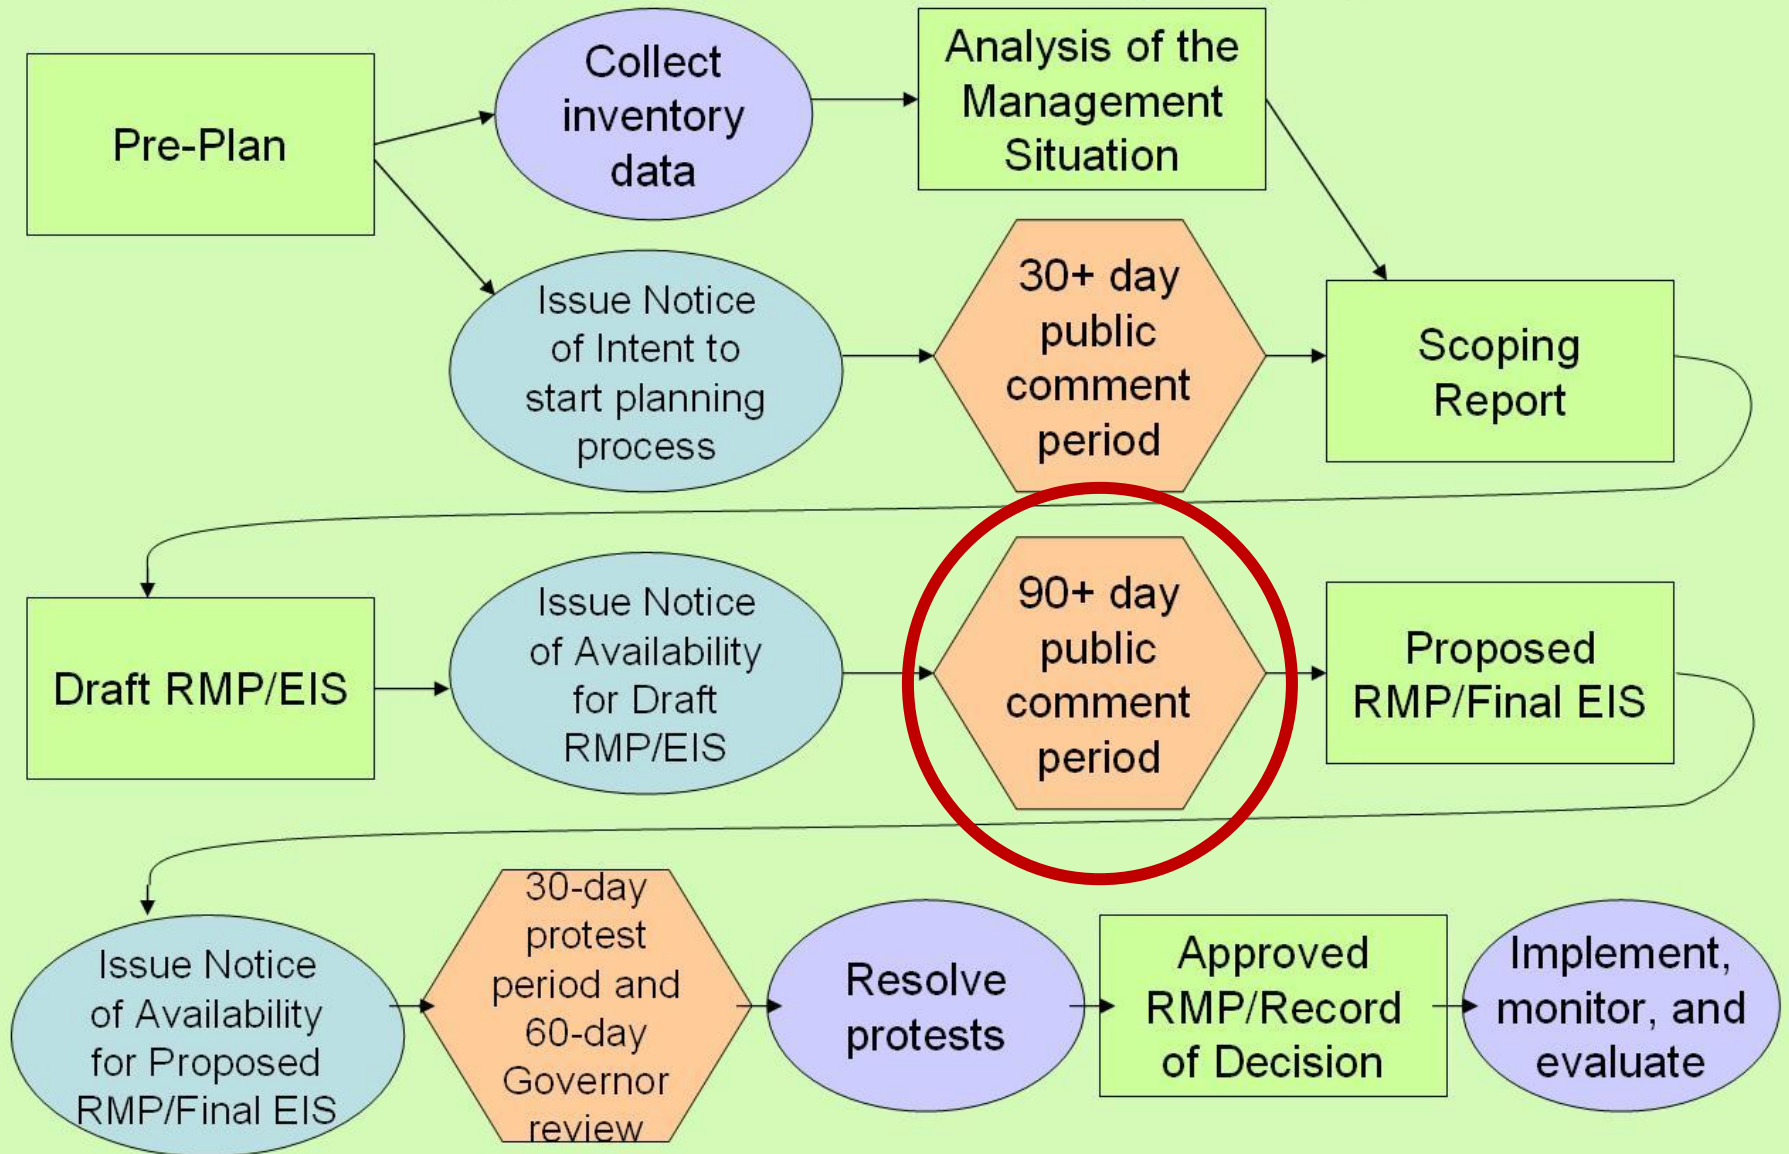 Pre-Plan
Collect
inventory
data
Analysis of the
Management
Situation
Issue Notice
of Intent to
start planning
process
30+ day
public
comment
period
Scoping
Report
Draft RMP/EIS
Issue Notice
of Availability
for Draft
RMP/EIS
90+ day
public
comment
period
Proposed
RMP/Final EIS
Issue Notice
of Availability
for Proposed
RMP/Final EIS
30-day
protest
period and
60-day
Governor
review
Resolve
protests
Approved
RMP/Record
of Decision
Implement,
monitor, and
evaluate